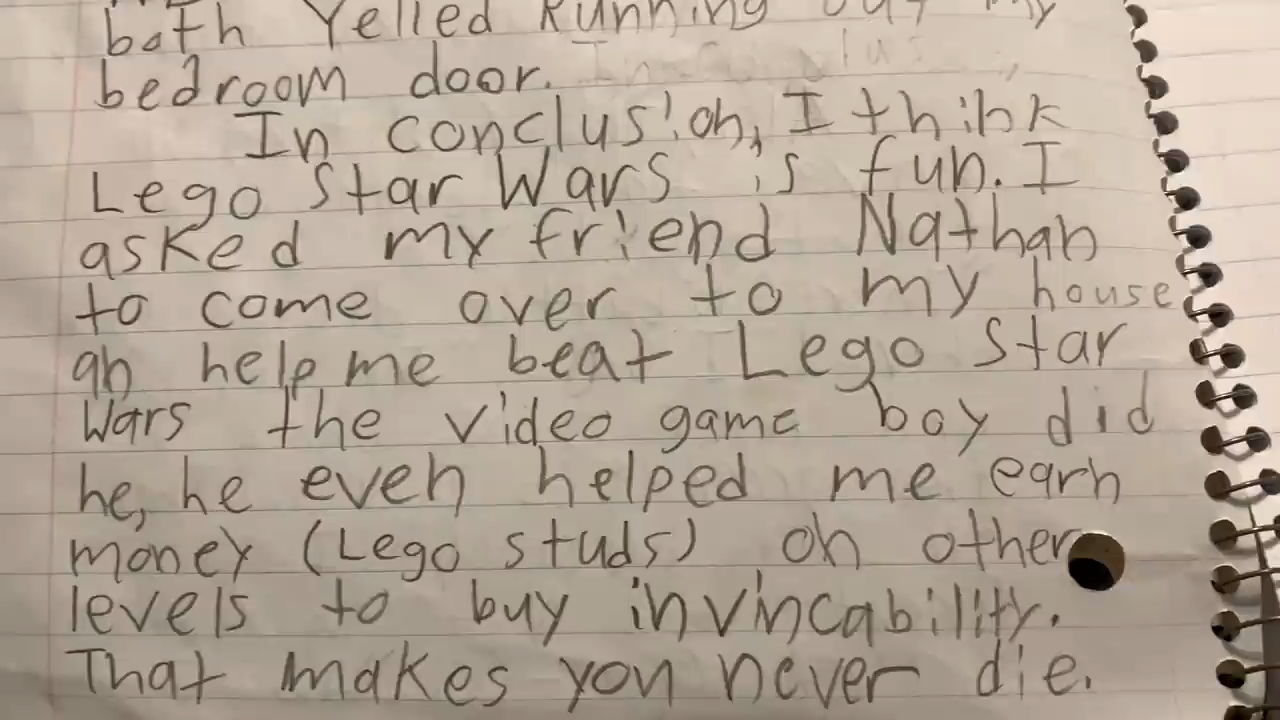 both Yelled Running out my
bedroom door.
In conclusion, I think
Lego Star Wars is fun. I
asked my friend Nathan
to come over to my house
an help me beat Lego Star
Wars the video game boy did
he, he even helped me earn
money (Lego studs) on other
levels to buy invincability.
That makes you never die.